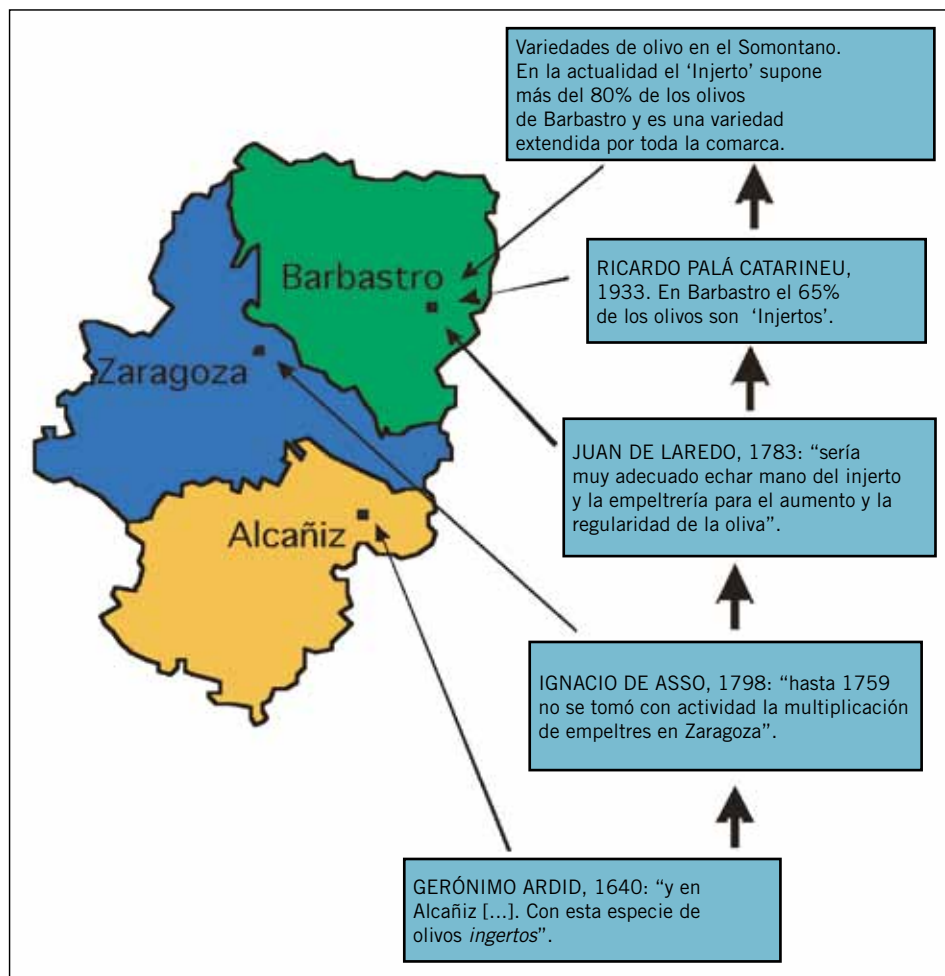 Variedades de olivo en el Somontano.
En la actualidad el ‘Injerto’ supone
más del 80% de los olivos
de Barbastro y es una variedad
extendida por toda la comarca.
RICARDO PALÁ CATARINEU,
1933. En Barbastro el 65%
de los olivos son ‘Injertos’.
Barbastro
Zaragoza
JUAN DE LAREDO, 1783: “sería
muy adecuado echar mano del injerto
y la empeltrería para el aumento y la
regularidad de la oliva”.
Alcañiz
IGNACIO DE ASSO, 1798: “hasta 1759
no se tomó con actividad la multiplicación
de empeltres en Zaragoza”.
GERÓNIMO ARDID, 1640: “y en
Alcañiz [...]. Con esta especie de
olivos ingertos”.